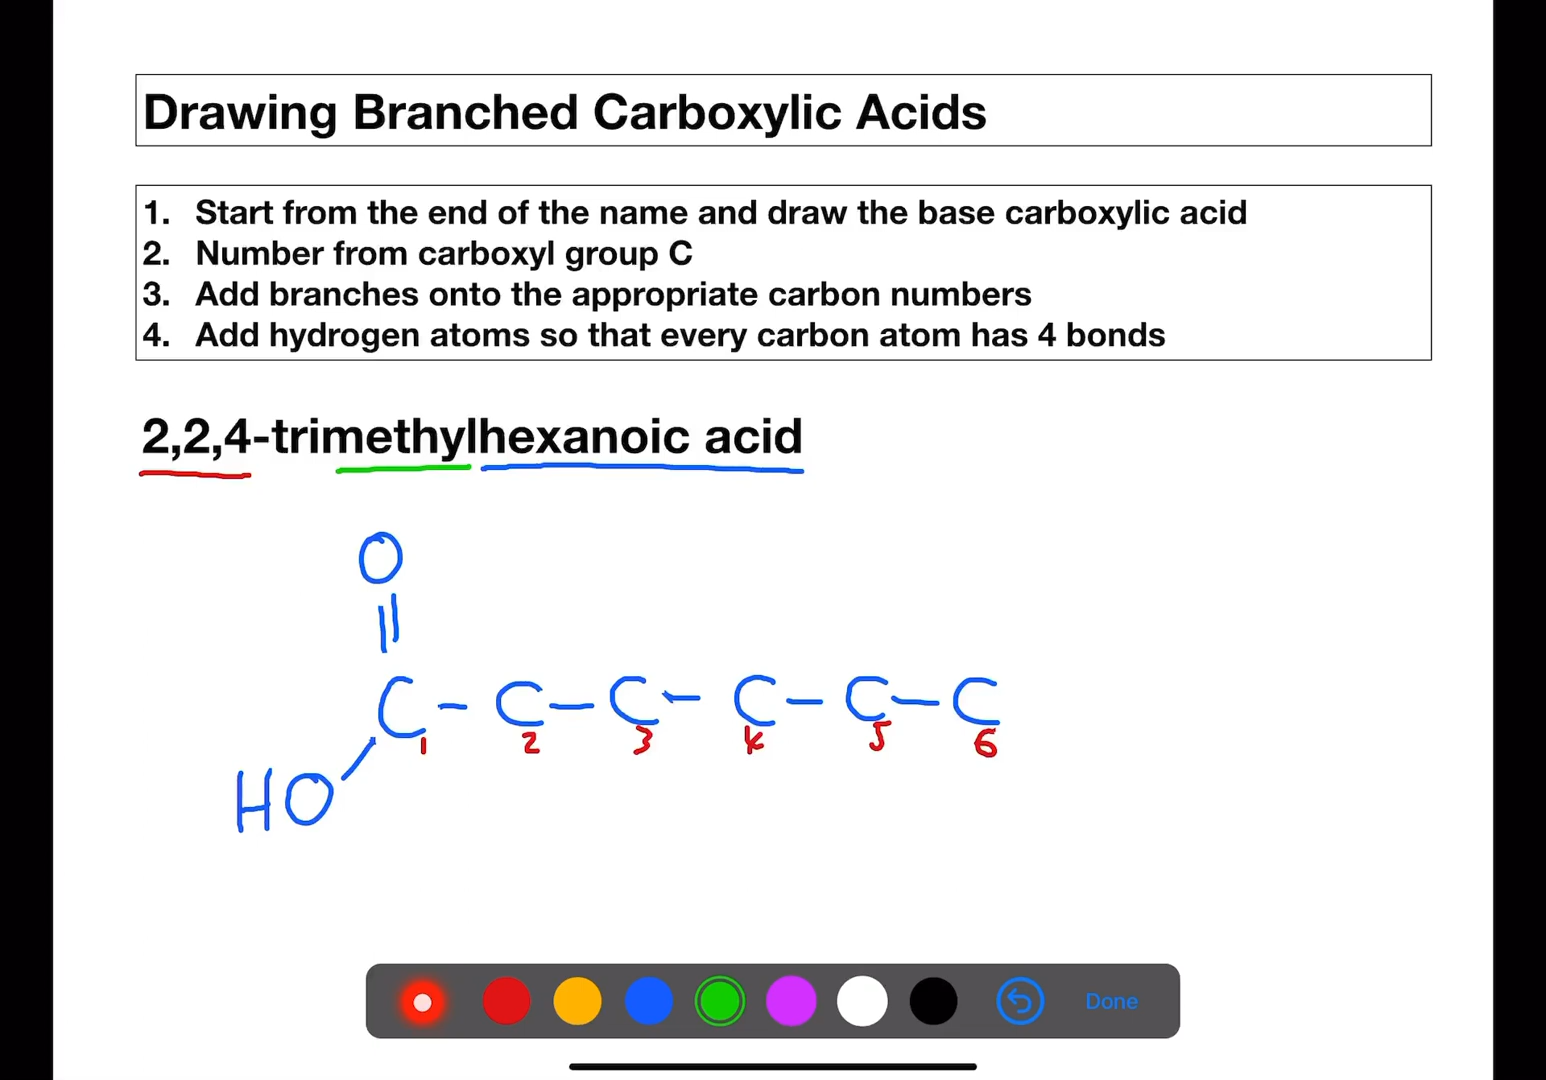 Drawing Branched Carboxylic Acids
1. Start from the end of the name and draw the base carboxylic acid
2. Number from carboxyl group C
3. Add branches onto the appropriate carbon numbers
4. Add hydrogen atoms so that every carbon atom has 4 bonds
2,2,4-trimethylhexanoic acid
O
||
C - C - C - C - C - C
1 2 3 4 5 6
HO
Done